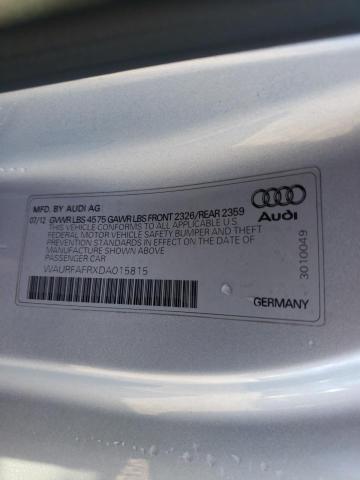 MFD. BY AUDI AG
07/12 GVWR LBS 4575 GAWR LBS FRONT 2326/REAR 2359
THIS VEHICLE CONFORMS TO ALL APPLICABLE U.S.
FEDERAL MOTOR VEHICLE SAFETY, BUMPER AND THEFT
PREVENTION STANDARDS IN EFFECT ON THE DATE OF
MANUFACTURE SHOWN ABOVE
PASSENGER CAR
WAURFAFRXDA015815
Audi
3010049
GERMANY